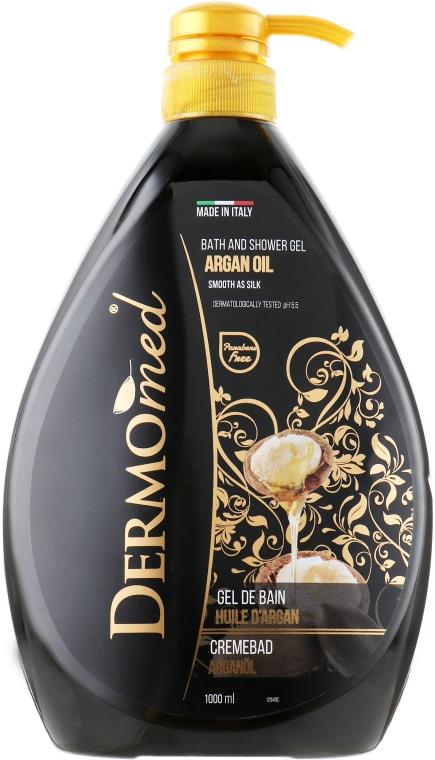 MADE IN ITALY
BATH AND SHOWER GEL
ARGAN OIL
SMOOTH AS SILK
DERMATOLOGICALLY TESTED pH 5.5
Parabens
Free
DERMOmed®
GEL DE BAIN
HUILE D'ARGAN
CREMEBAD
ARGANÖL
1000 ml